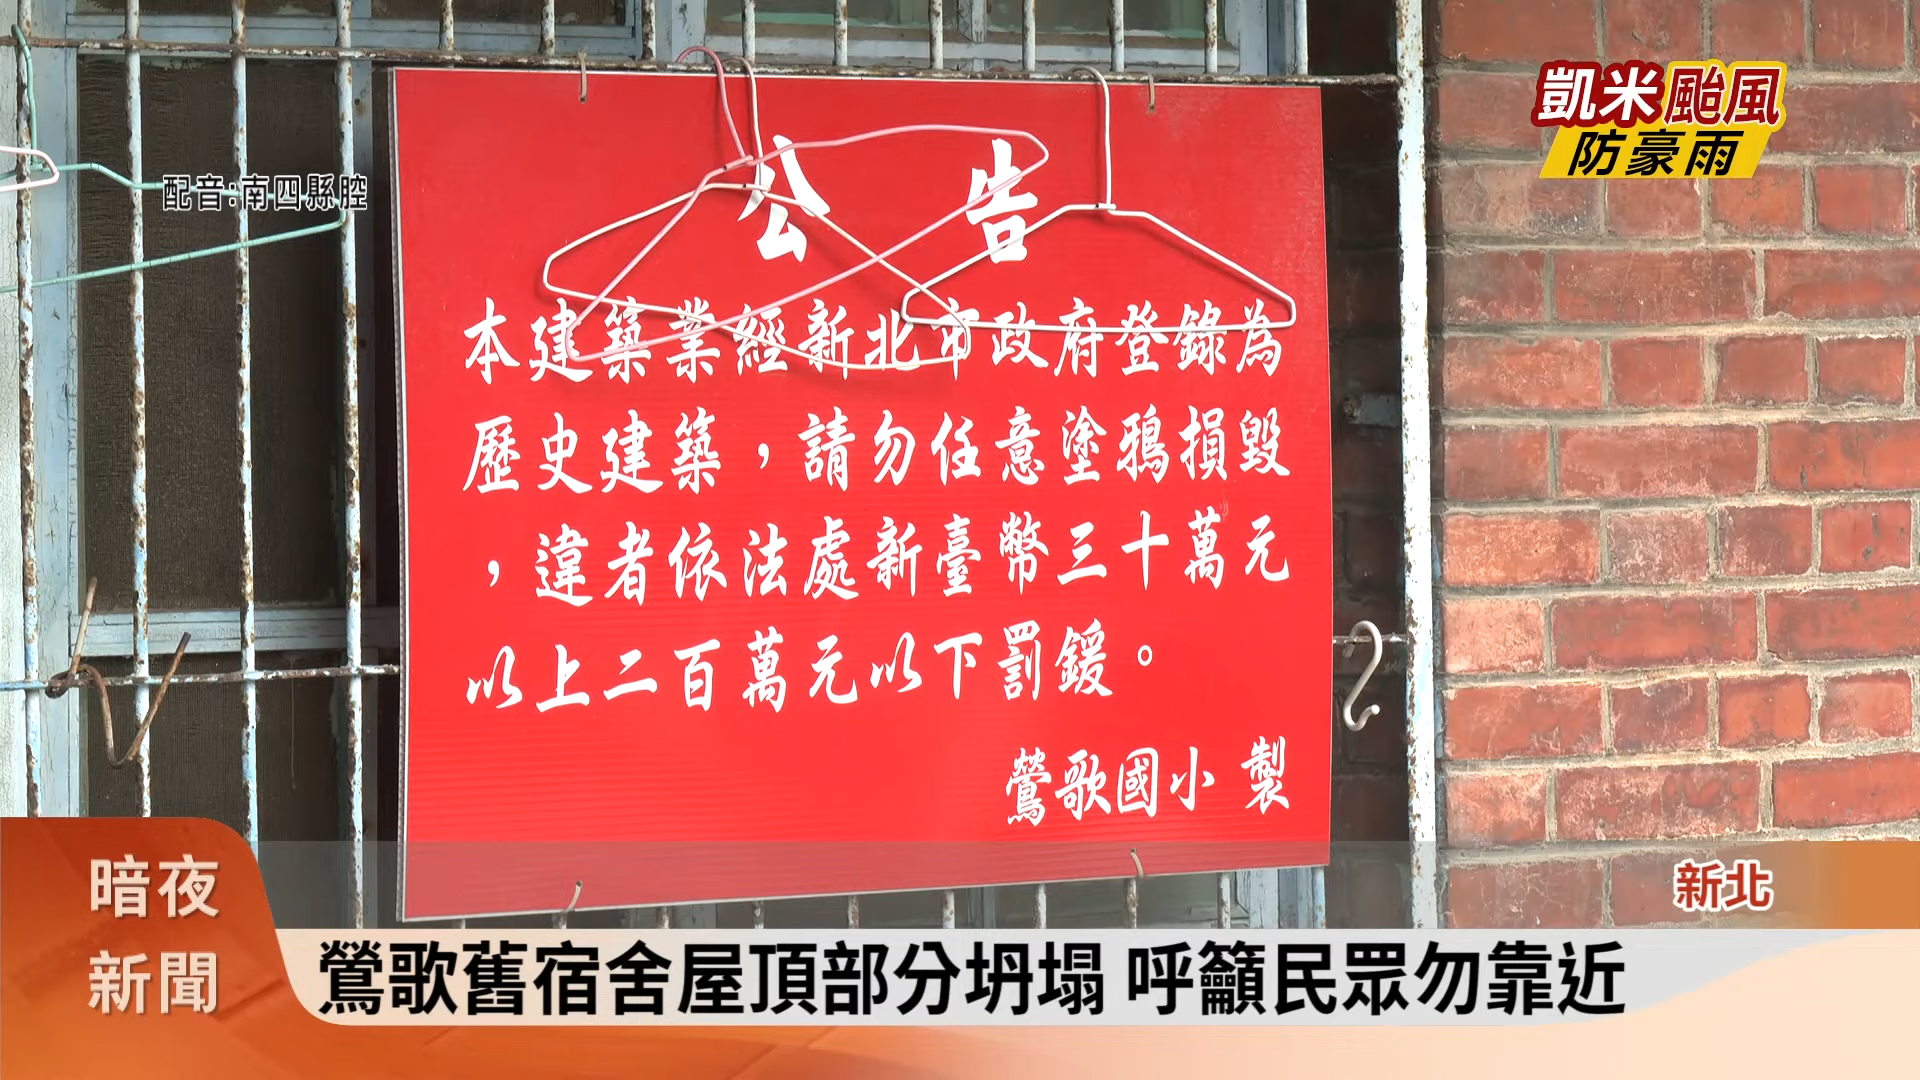 凱米颱風
防豪雨
配音:南四縣腔
公告
本建築業經新北市政府登錄為
歷史建築，請勿任意塗鴉損毀
，違者依法處新臺幣三十萬元
以上二百萬元以下罰鍰。
鶯歌國小 製
新北
暗夜
新聞
鶯歌舊宿舍屋頂部分坍塌 呼籲民眾勿靠近